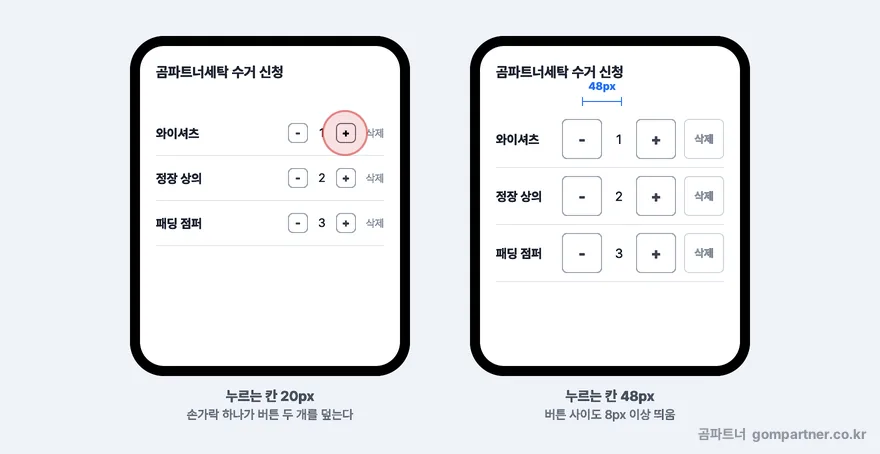 곰파트너세탁 수거 신청
와이셔츠 - 1 + 삭제
정장 상의 - 2 + 삭제
패딩 점퍼 - 3 + 삭제
누르는 칸 20px
손가락 하나가 버튼 두 개를 덮는다
곰파트너세탁 수거 신청
48px
와이셔츠 - 1 + 삭제
정장 상의 - 2 + 삭제
패딩 점퍼 - 3 + 삭제
누르는 칸 48px
버튼 사이도 8px 이상 띄움
곰파트너 gompartner.co.kr